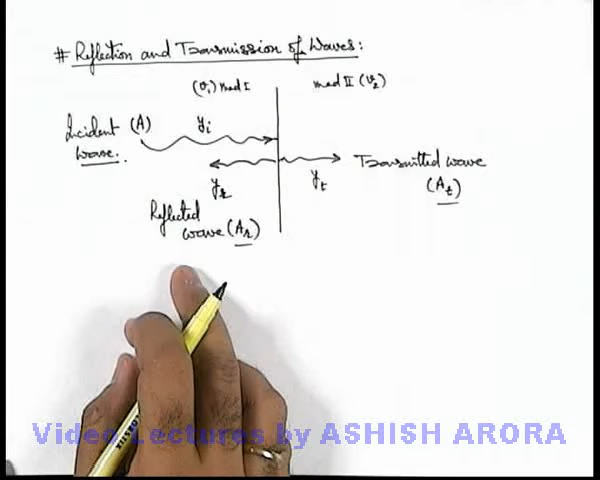 # Reflection and Transmission of Waves:
(v₁) med I
med II (v₂)
Incident (A)
wave.
yᵢ
Transmitted wave
(Aₜ)
yᵣ
yₜ
Reflected
wave (Aᵣ)
Video Lectures by ASHISH ARORA